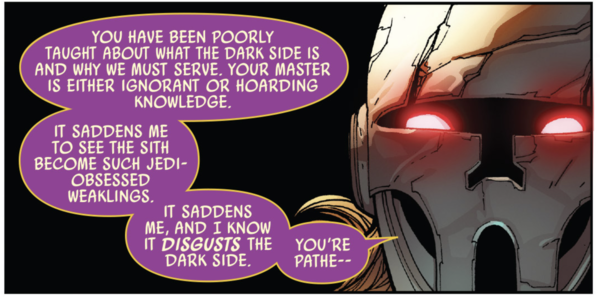 YOU HAVE BEEN POORLY
TAUGHT ABOUT WHAT THE DARK SIDE IS
AND WHY WE MUST SERVE. YOUR MASTER
IS EITHER IGNORANT OR HOARDING
KNOWLEDGE.
IT SADDENS ME
TO SEE THE SITH
BECOME SUCH JEDI-
OBSESSED
WEAKLINGS.
IT SADDENS
ME, AND I KNOW
IT DISGUSTS THE
DARK SIDE.
YOU'RE
PATHE--